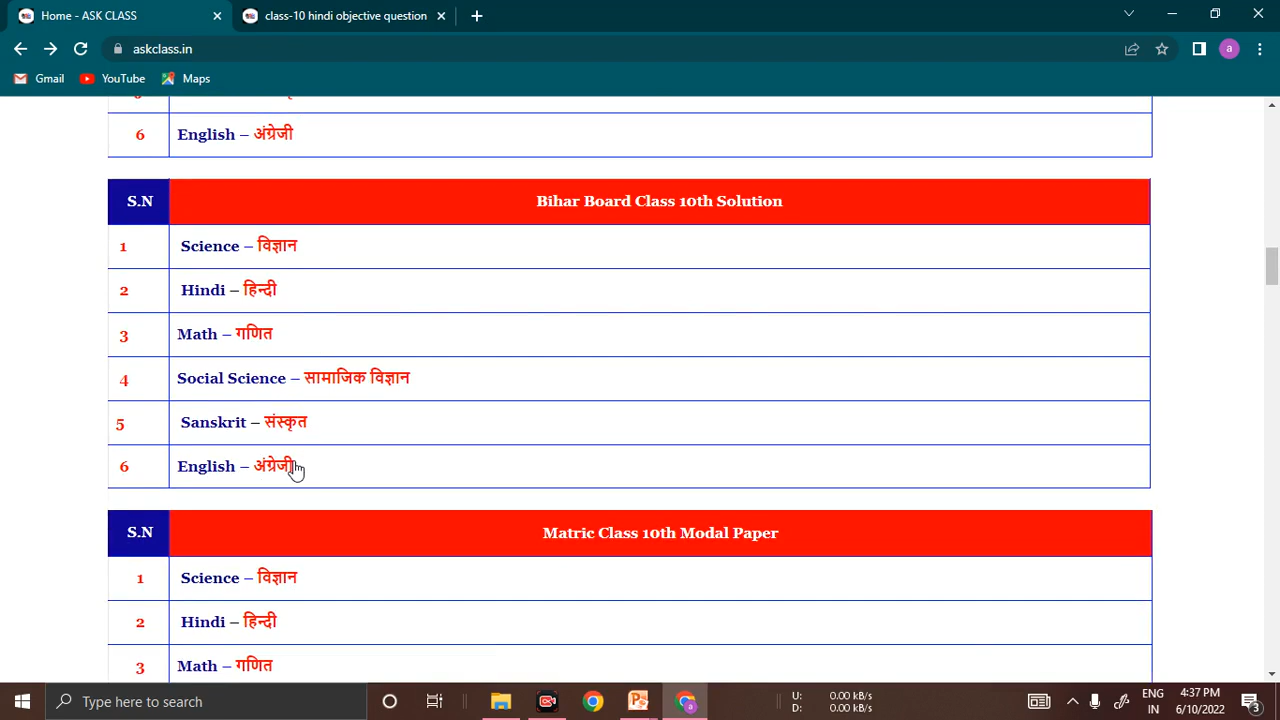 Home - ASK CLASS
class-10 hindi objective question
askclass.in
a
Gmail
YouTube
Maps
6 English – अंग्रेजी
S.N Bihar Board Class 10th Solution
1 Science – विज्ञान
2 Hindi – हिन्दी
3 Math – गणित
4 Social Science – सामाजिक विज्ञान
5 Sanskrit – संस्कृत
6 English – अंग्रेजी
S.N Matric Class 10th Modal Paper
1 Science – विज्ञान
2 Hindi – हिन्दी
3 Math – गणित
Type here to search
U: 0.00 kB/s
D: 0.00 kB/s
ENG
IN
4:37 PM
6/10/2022
3